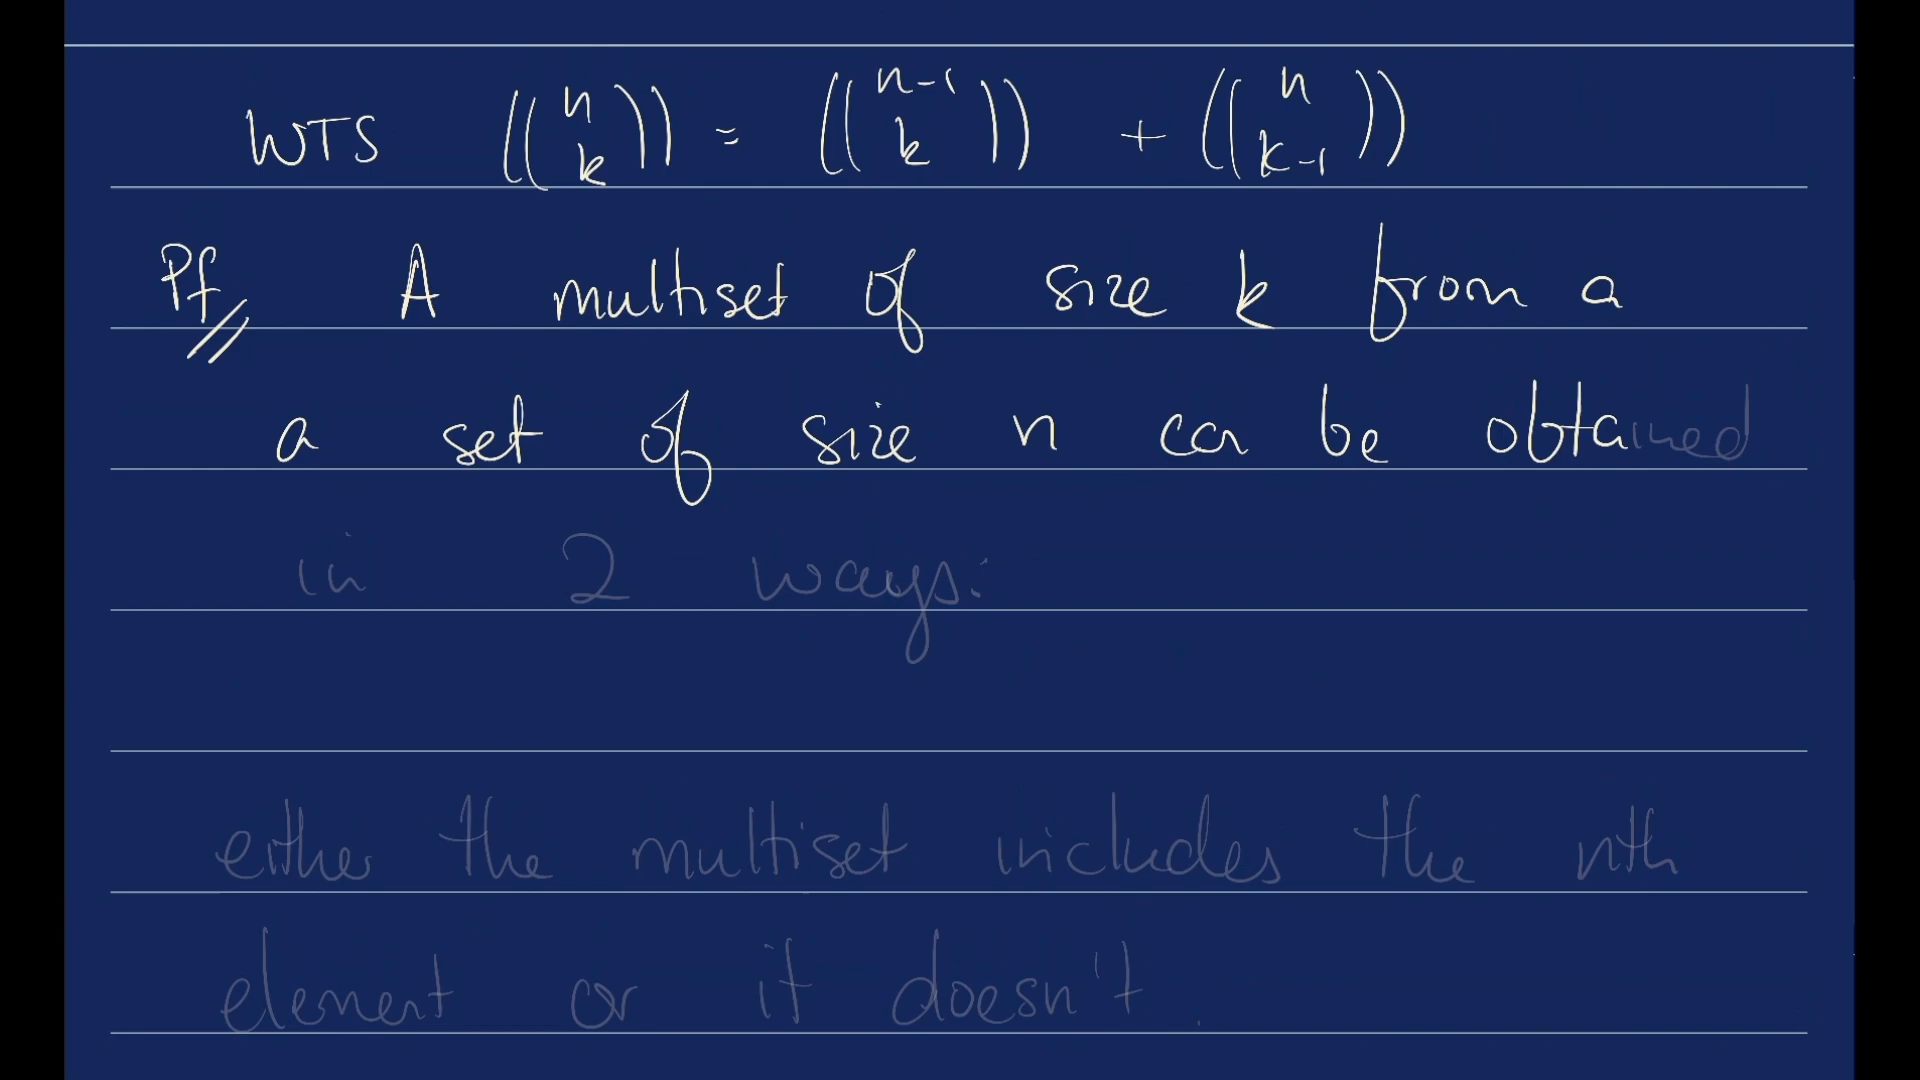 WTS ((n k)) = ((n-1 k)) + ((n k-1))
Pf A multiset of size k from a
a set of size n can be obtained
in 2 ways:
either the multiset includes the nth
element or it doesn't.